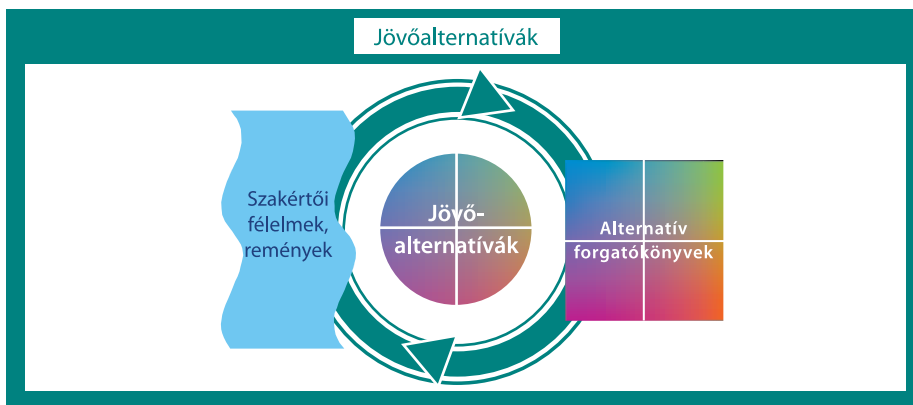 Jövőalternatívák
Szakértői
félelmek,
remények
Jövő-
alternatívák
Alternatív
forgatókönyvek